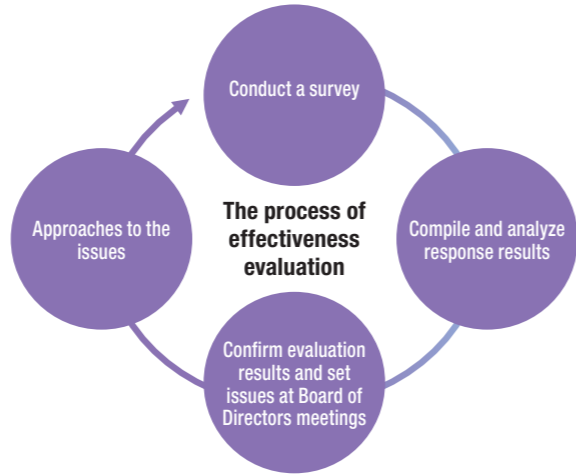 Conduct a survey
Compile and analyze
response results
Confirm evaluation
results and set
issues at Board of
Directors meetings
Approaches to the
issues
The process of
effectiveness
evaluation